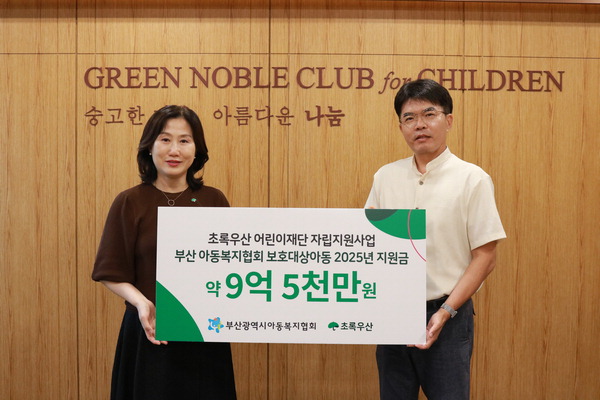 GREEN NOBLE CLUB for CHILDREN
숭고한 아름다운 나눔
초록우산 어린이재단 자립지원사업
부산 아동복지협회 보호대상아동 2025년 지원금
약 9억 5천만원
부산광역시아동복지협회 초록우산